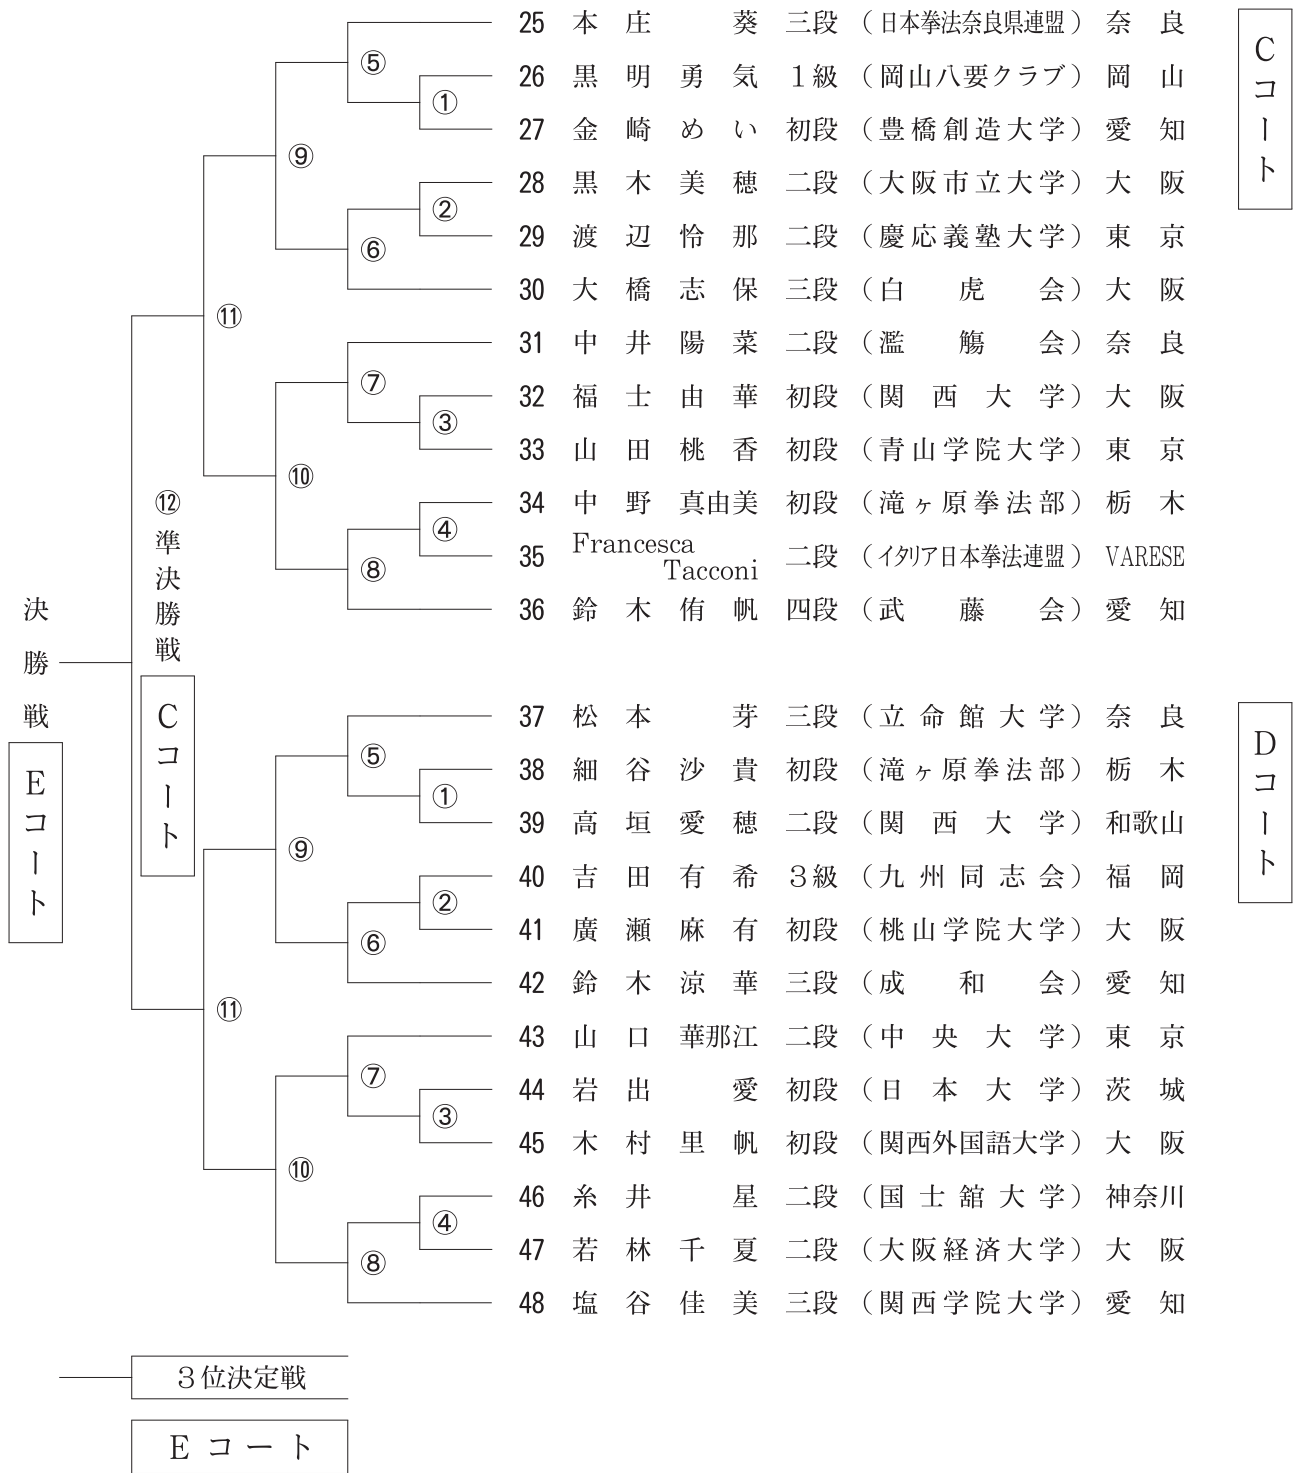 25 本庄 葵 三段 (日本拳法奈良県連盟) 奈良
26 黒明勇気 1級 (岡山八要クラブ) 岡山
27 金崎めい 初段 (豊橋創造大学) 愛知
28 黒木美穂 二段 (大阪市立大学) 大阪
29 渡辺怜那 二段 (慶応義塾大学) 東京
30 大橋志保 三段 (白虎会) 大阪
31 中井陽菜 二段 (濫觴会) 奈良
32 福士由華 初段 (関西大学) 大阪
33 山田桃香 初段 (青山学院大学) 東京
34 中野真由美 初段 (滝ヶ原拳法部) 栃木
35 Francesca Tacconi 二段 (イタリア日本拳法連盟) VARESE
36 鈴木侑帆 四段 (武藤会) 愛知
Cコート
⑤
①
⑨
②
⑥
⑪
⑦
③
⑩
④
⑧
⑫準決勝戦
Cコート
決勝戦
Eコート
37 松本 芽 三段 (立命館大学) 奈良
38 細谷沙貴 初段 (滝ヶ原拳法部) 栃木
39 高垣愛穂 二段 (関西大学) 和歌山
40 吉田有希 3級 (九州同志会) 福岡
41 廣瀬麻有 初段 (桃山学院大学) 大阪
42 鈴木涼華 三段 (成和会) 愛知
43 山口華那江 二段 (中央大学) 東京
44 岩出 愛 初段 (日本大学) 茨城
45 木村里帆 初段 (関西外国語大学) 大阪
46 糸井 星 二段 (国士舘大学) 神奈川
47 若林千夏 二段 (大阪経済大学) 大阪
48 塩谷佳美 三段 (関西学院大学) 愛知
Dコート
⑤
①
⑨
②
⑥
⑪
⑦
③
⑩
④
⑧
3位決定戦
Eコート